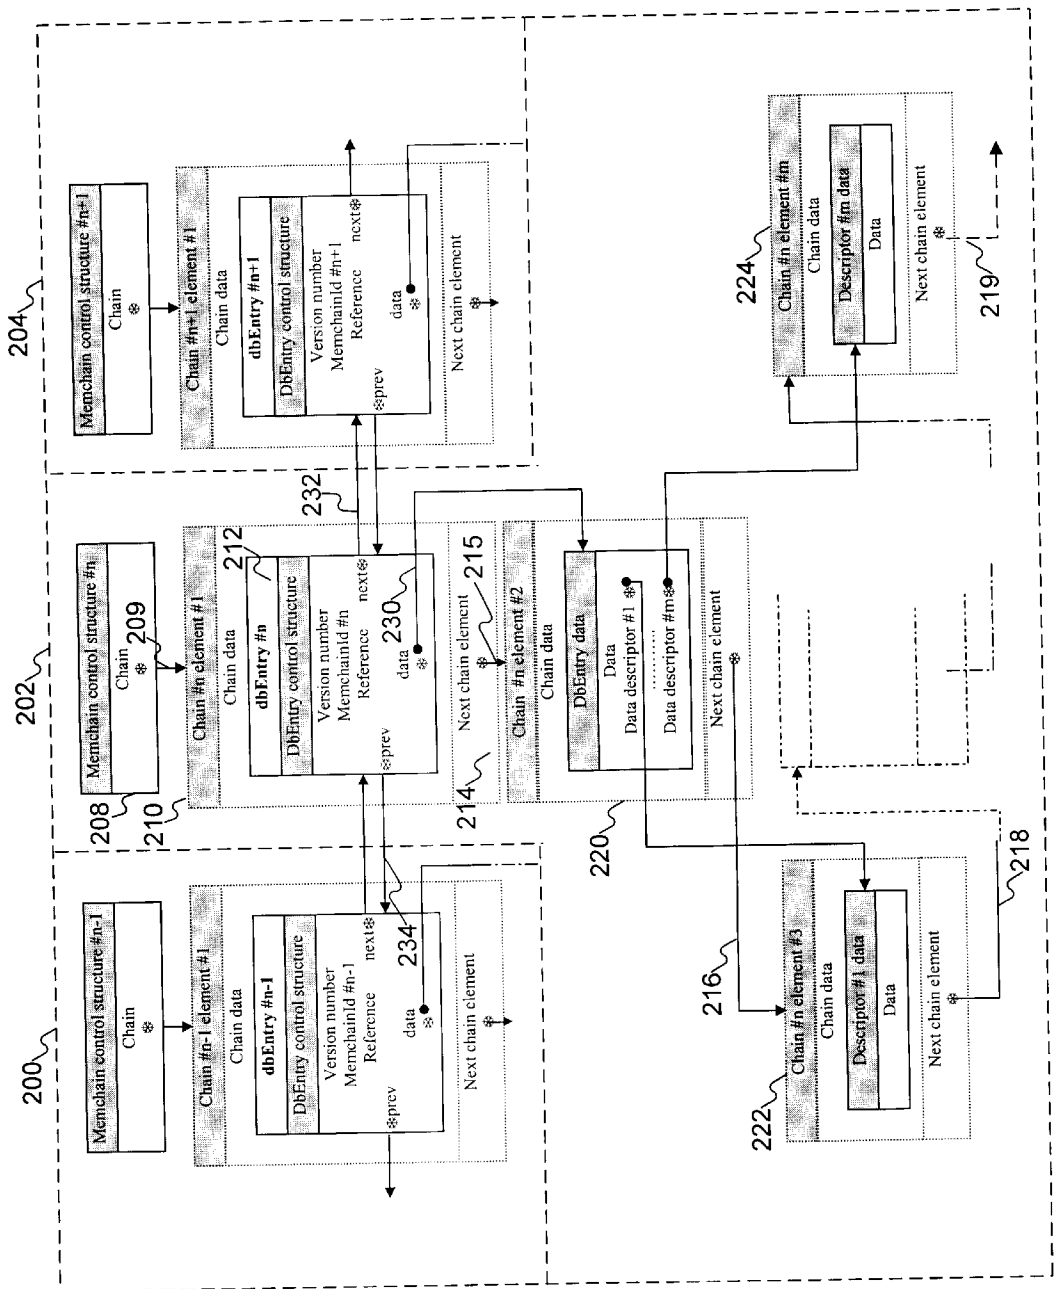 200
Memchain control structure #n-1
Chain
Chain #n-1 element #1
Chain data
dbEntry #n-1
DbEntry control structure
Version number
MemchainId #n-1
Reference
prev
next
data
Next chain element
234
202
Memchain control structure #n
Chain
208
209
210
Chain #n element #1
Chain data
212
dbEntry #n
DbEntry control structure
Version number
MemchainId #n
Reference
prev
next
data
230
232
Next chain element
214
215
Chain #n element #2
Chain data
DbEntry data
Data
Data descriptor #1
.........
Data descriptor #m
Next chain element
220
204
Memchain control structure #n+1
Chain
Chain #n+1 element #1
Chain data
dbEntry #n+1
DbEntry control structure
Version number
MemchainId #n+1
Reference
prev
next
data
Next chain element
216
222
Chain #n element #3
Chain data
Descriptor #1 data
Data
Next chain element
218
224
Chain #n element #m
Chain data
Descriptor #m data
Data
Next chain element
219